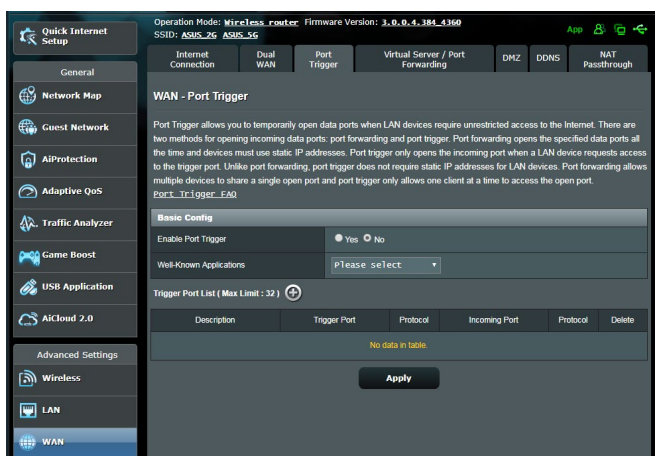 Quick Internet
Setup
General
Network Map
Guest Network
AiProtection
Adaptive QoS
Traffic Analyzer
Game Boost
USB Application
AiCloud 2.0
Advanced Settings
Wireless
LAN
WAN
Operation Mode: Wireless router Firmware Version: 3.0.0.4.384_4360
SSID: ASUS_2G ASUS_5G
App
Internet
Connection
Dual
WAN
Port
Trigger
Virtual Server / Port
Forwarding
DMZ
DDNS
NAT
Passthrough
WAN - Port Trigger
Port Trigger allows you to temporarily open data ports when LAN devices require unrestricted access to the Internet. There are
two methods for opening incoming data ports: port forwarding and port trigger. Port forwarding opens the specified data ports all
the time and devices must use static IP addresses. Port trigger only opens the incoming port when a LAN device requests access
to the trigger port. Unlike port forwarding, port trigger does not require static IP addresses for LAN devices. Port forwarding allows
multiple devices to share a single open port and port trigger only allows one client at a time to access the open port.
Port Trigger FAQ
Basic Config
Enable Port Trigger Yes No
Well-Known Applications Please select
Trigger Port List ( Max Limit : 32 )
Description Trigger Port Protocol Incoming Port Protocol Delete
No data in table.
Apply